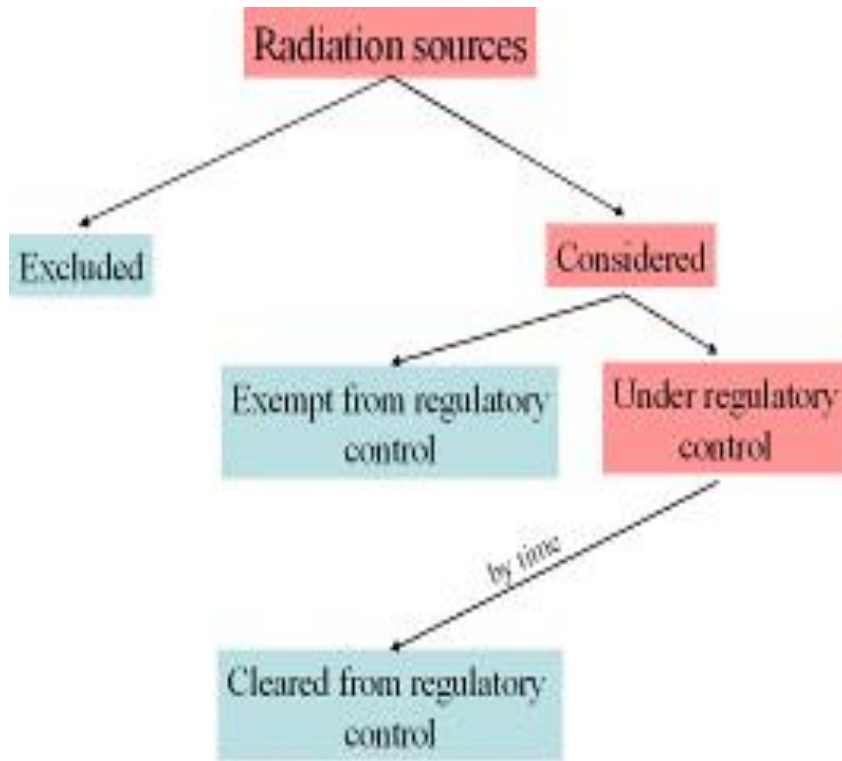 Radiation sources
Excluded
Considered
Exempt from regulatory
control
Under regulatory
control
by time
Cleared from regulatory
control